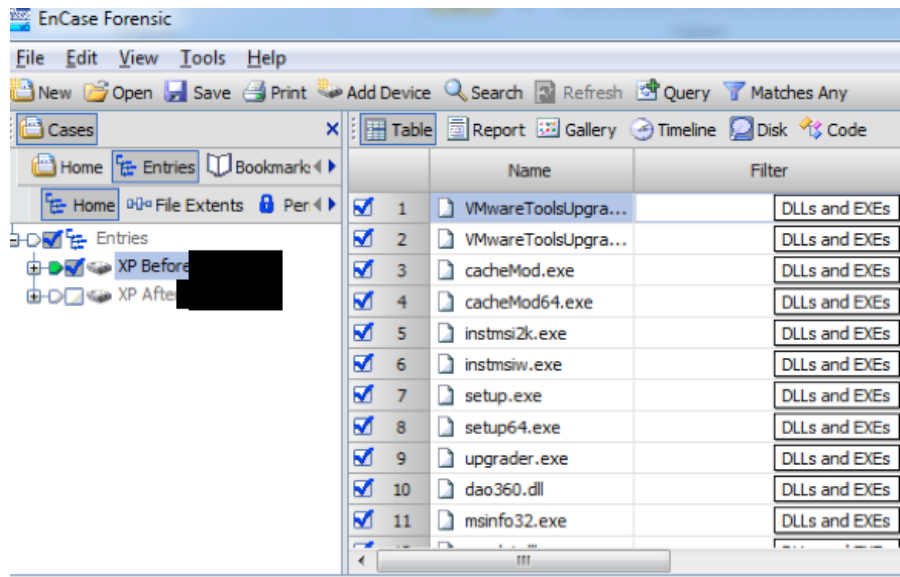 EnCase Forensic
File Edit View Tools Help
New Open Save Print Add Device Search Refresh Query Matches Any
Cases
Table Report Gallery Timeline Disk Code
Home Entries Bookmark
Name Filter
Home File Extents Per
Entries
XP Before
XP Afte
1 VMwareToolsUpgra... DLLs and EXEs
2 VMwareToolsUpgra... DLLs and EXEs
3 cacheMod.exe DLLs and EXEs
4 cacheMod64.exe DLLs and EXEs
5 instmsi2k.exe DLLs and EXEs
6 instmsiw.exe DLLs and EXEs
7 setup.exe DLLs and EXEs
8 setup64.exe DLLs and EXEs
9 upgrader.exe DLLs and EXEs
10 dao360.dll DLLs and EXEs
11 msinfo32.exe DLLs and EXEs